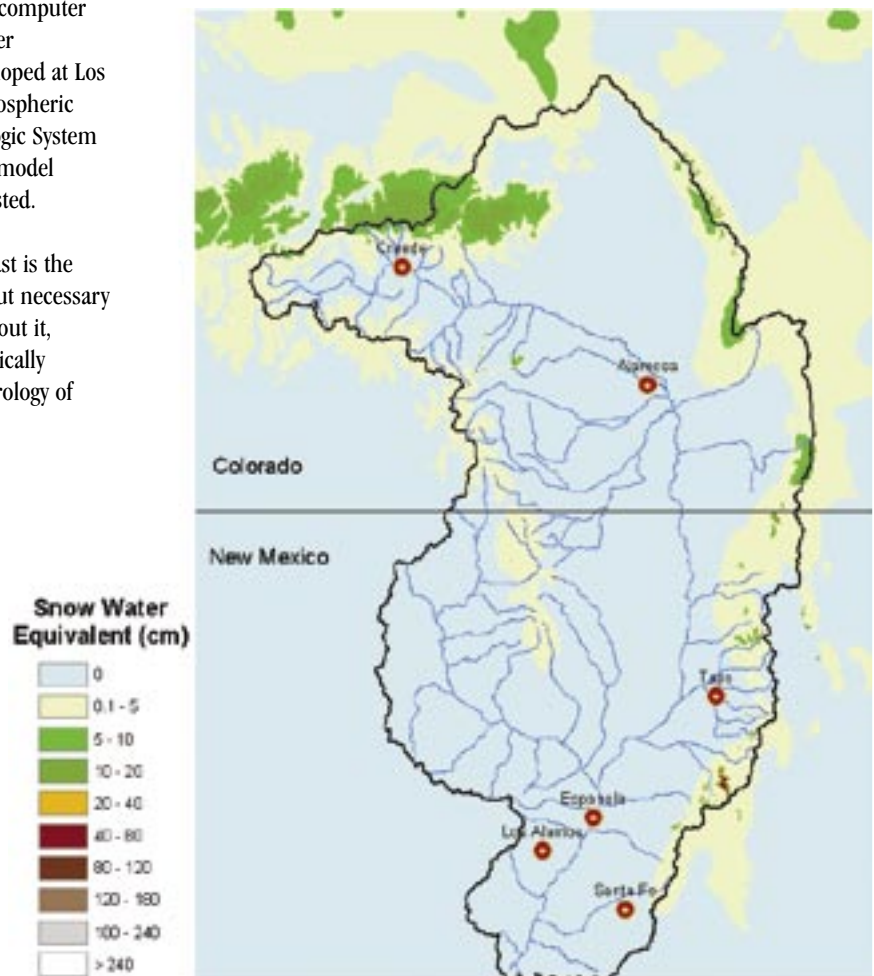 computer
er
oped at Los
ospheric
gic System
model
sted.
st is the
ut necessary
out it,
ically
rology of
Creede
Alamosa
Colorado
New Mexico
Taos
Espanola
Los Alamos
Santa Fe
Snow Water
Equivalent (cm)
0
0.1 - 5
5 - 10
10 - 20
20 - 40
40 - 80
80 - 120
120 - 180
> 240